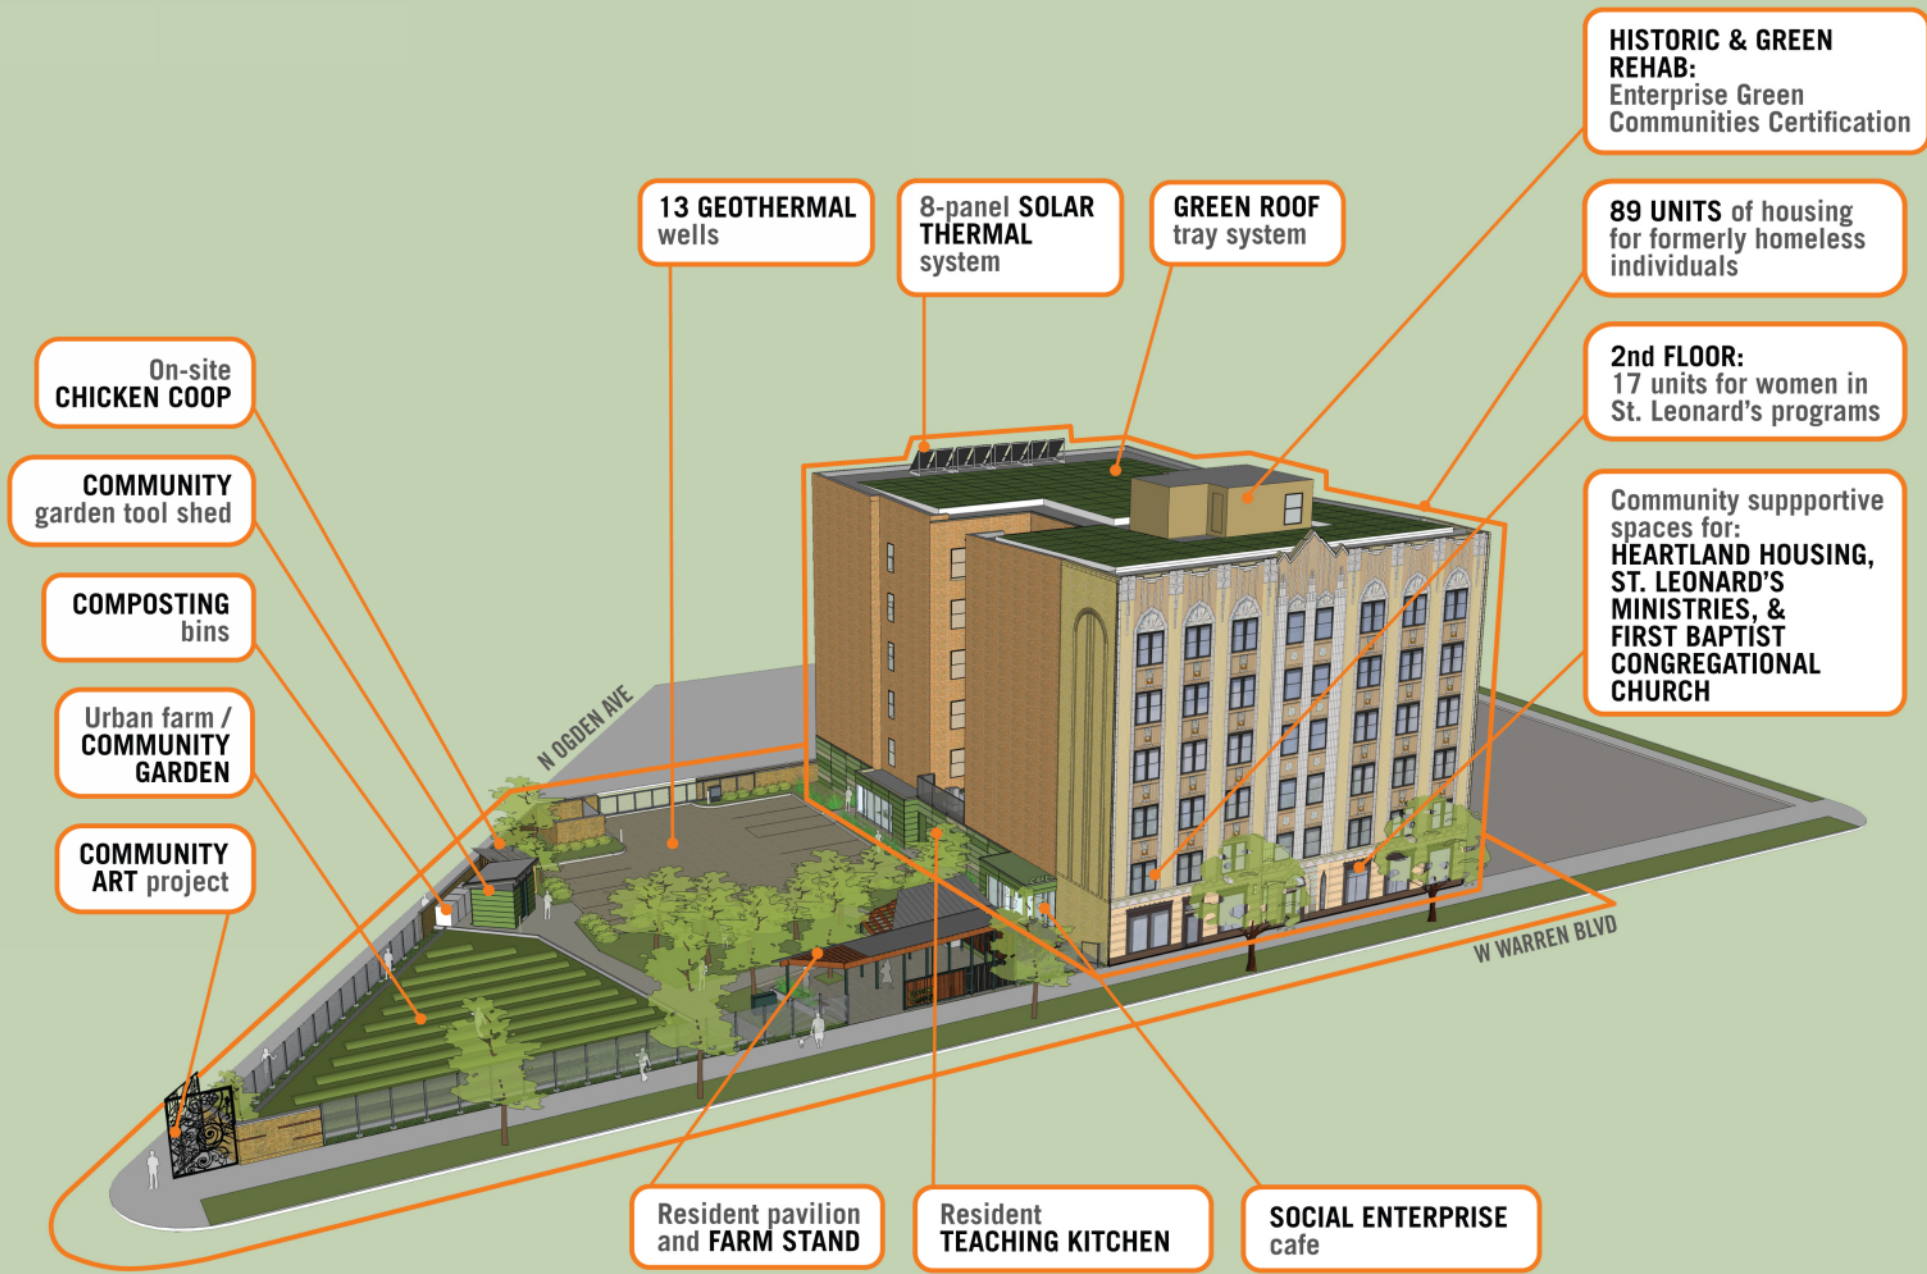 HISTORIC & GREEN
REHAB:
Enterprise Green
Communities Certification
13 GEOTHERMAL
wells
8-panel SOLAR
THERMAL
system
GREEN ROOF
tray system
89 UNITS of housing
for formerly homeless
individuals
On-site
CHICKEN COOP
2nd FLOOR:
17 units for women in
St. Leonard's programs
COMMUNITY
garden tool shed
Community suppportive
spaces for:
HEARTLAND HOUSING,
ST. LEONARD'S
MINISTRIES, &
FIRST BAPTIST
CONGREGATIONAL
CHURCH
COMPOSTING
bins
Urban farm /
COMMUNITY
GARDEN
N OGDEN AVE
COMMUNITY
ART project
W WARREN BLVD
Resident pavilion
and FARM STAND
Resident
TEACHING KITCHEN
SOCIAL ENTERPRISE
cafe